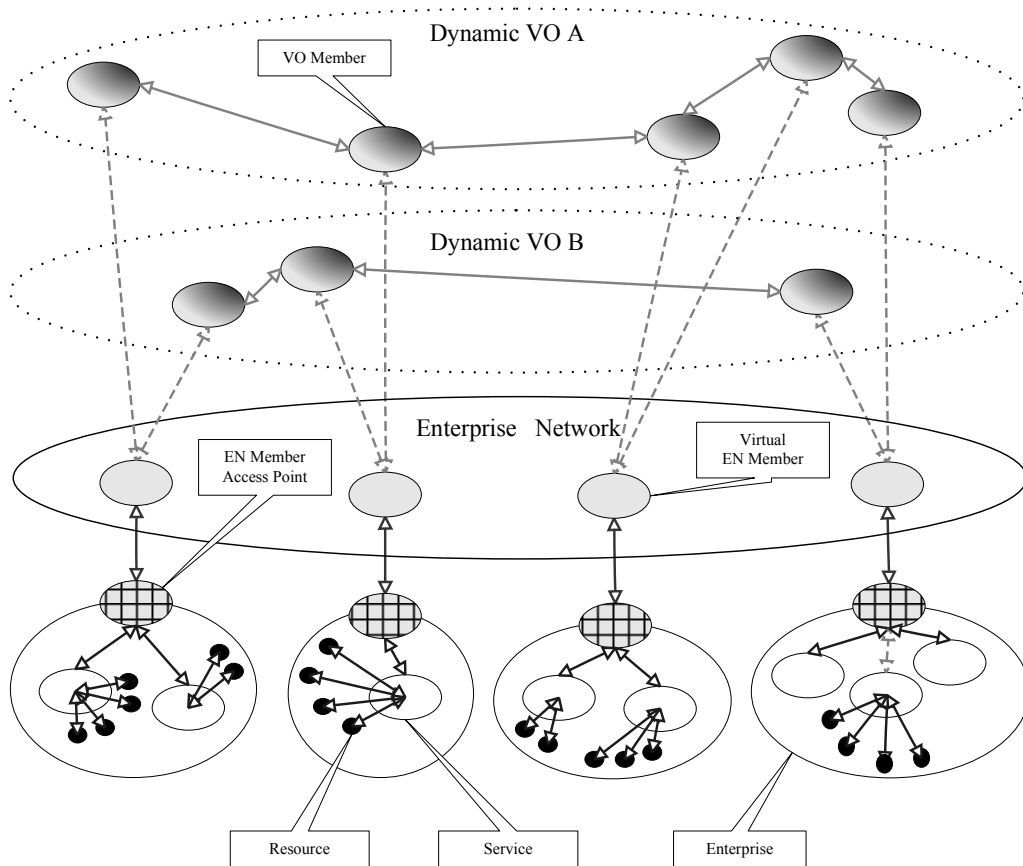 Dynamic VO A
VO Member
Dynamic VO B
Enterprise Network
EN Member
Access Point
Virtual
EN Member
Resource
Service
Enterprise